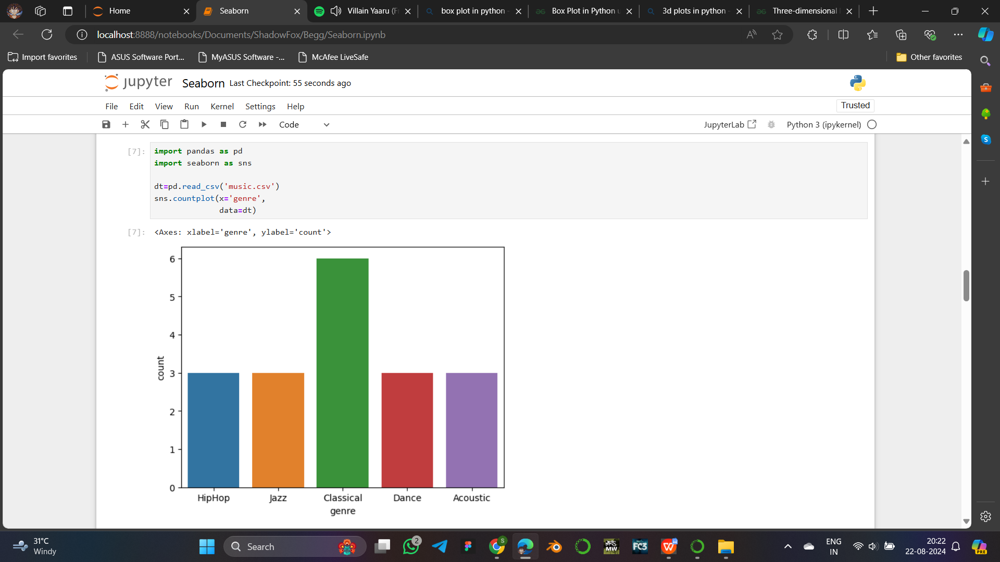 Home
Seaborn
Villain Yaaru (F
box plot in python -
Box Plot in Python u
3d plots in python -
Three-dimensional
localhost:8888/notebooks/Documents/ShadowFox/Begg/Seaborn.ipynb
Import favorites
ASUS Software Port...
MyASUS Software -...
McAfee LiveSafe
Other favorites
jupyter
Seaborn
Last Checkpoint: 55 seconds ago
File Edit View Run Kernel Settings Help
Trusted
Code
JupyterLab
Python 3 (ipykernel)
[7]:
import pandas as pd
import seaborn as sns
dt=pd.read_csv('music.csv')
sns.countplot(x='genre',
data=dt)
[7]:
<Axes: xlabel='genre', ylabel='count'>
6
5
4
3
2
1
0
count
HipHop Jazz Classical Dance Acoustic
genre
31°C
Windy
Search
2
S
MW
FC3
W
ENG
IN
20:22
22-08-2024
PRE